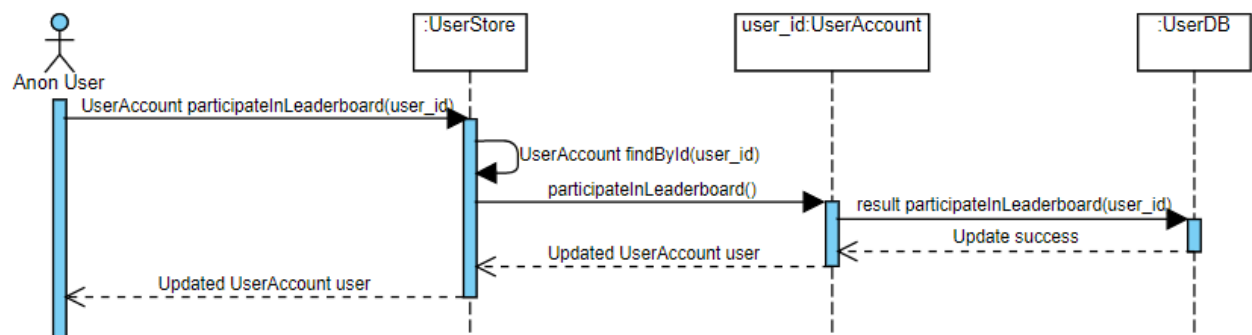 :UserStore
user_id:UserAccount
:UserDB
Anon User
UserAccount participateInLeaderboard(user_id)
UserAccount findById(user_id)
participateInLeaderboard()
result participateInLeaderboard(user_id)
Update success
Updated UserAccount user
Updated UserAccount user